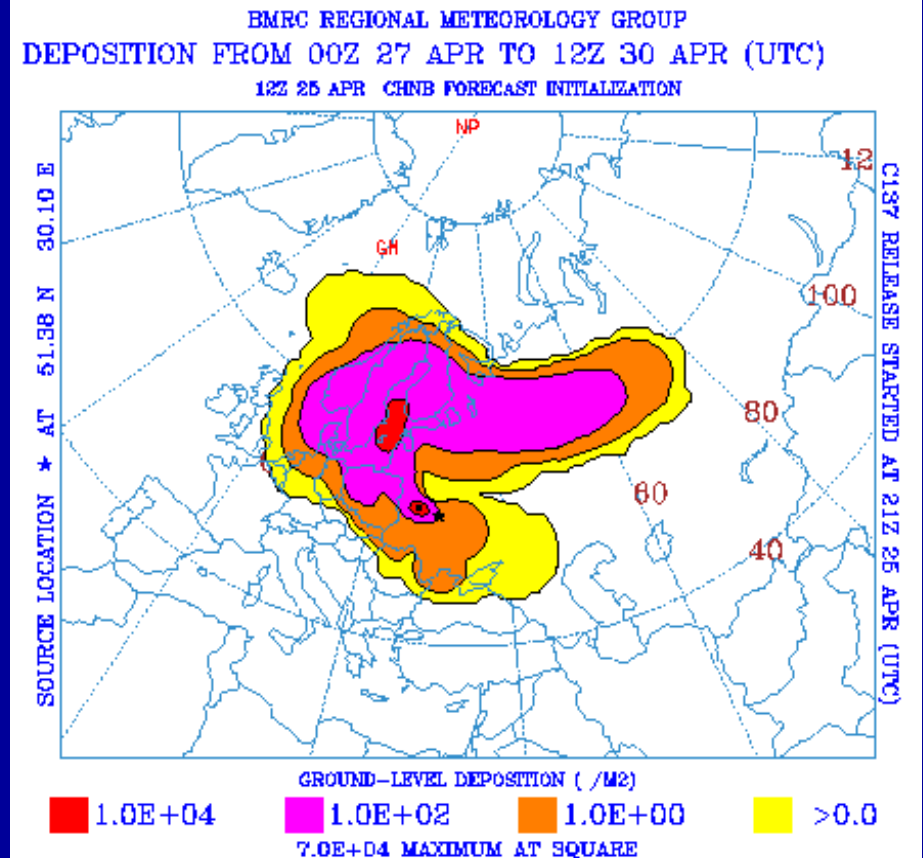 BMRC REGIONAL METEOROLOGY GROUP
DEPOSITION FROM 00Z 27 APR TO 12Z 30 APR (UTC)
12Z 25 APR CHNB FORECAST INITIALIZATION
SOURCE LOCATION ★ AT 51.38 N 30.10 E
NP
12
GM
100
80
60
40
C137 RELEASE STARTED AT 21Z 25 APR (UTC)
GROUND-LEVEL DEPOSITION ( /M2)
1.0E+04 1.0E+02 1.0E+00 >0.0
7.0E+04 MAXIMUM AT SQUARE